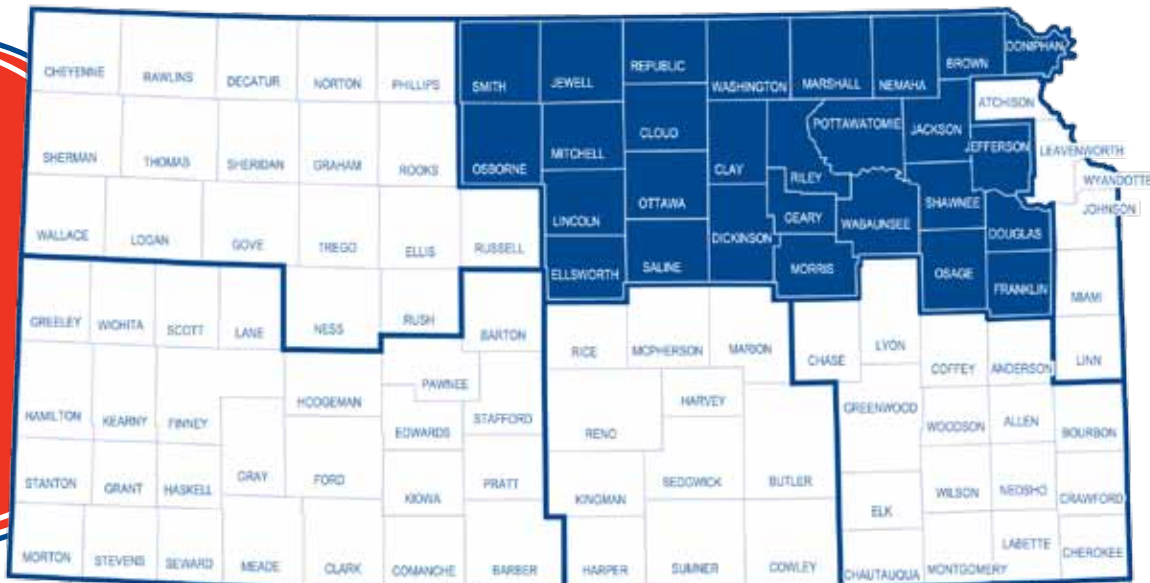 CHEYENNE RAWLINS DECATUR NORTON PHILLIPS SMITH JEWELL REPUBLIC WASHINGTON MARSHALL NEMAHA BROWN DONIPHAN
ATCHISON
SHERMAN THOMAS SHERIDAN GRAHAM ROOKS OSBORNE MITCHELL CLOUD CLAY RILEY POTTAWATOMIE JACKSON JEFFERSON LEAVENWORTH
WYANDOTTE
WALLACE LOGAN GOVE TREGO ELLIS RUSSELL LINCOLN OTTAWA DICKINSON GEARY WABAUNSEE SHAWNEE DOUGLAS JOHNSON
ELLSWORTH SALINE MORRIS OSAGE FRANKLIN MIAMI
GREELEY WICHITA SCOTT LANE NESS RUSH BARTON RICE MCPHERSON MARION CHASE LYON COFFEY ANDERSON LINN
PAWNEE
HAMILTON KEARNY FINNEY HODGEMAN EDWARDS STAFFORD RENO HARVEY GREENWOOD WOODSON ALLEN BOURBON
STANTON GRANT HASKELL GRAY FORD KIOWA PRATT KINGMAN SEDGWICK BUTLER ELK WILSON NEOSHO CRAWFORD
MORTON STEVENS SEWARD MEADE CLARK COMANCHE BARBER HARPER SUMNER COWLEY CHAUTAUQUA MONTGOMERY LABETTE CHEROKEE